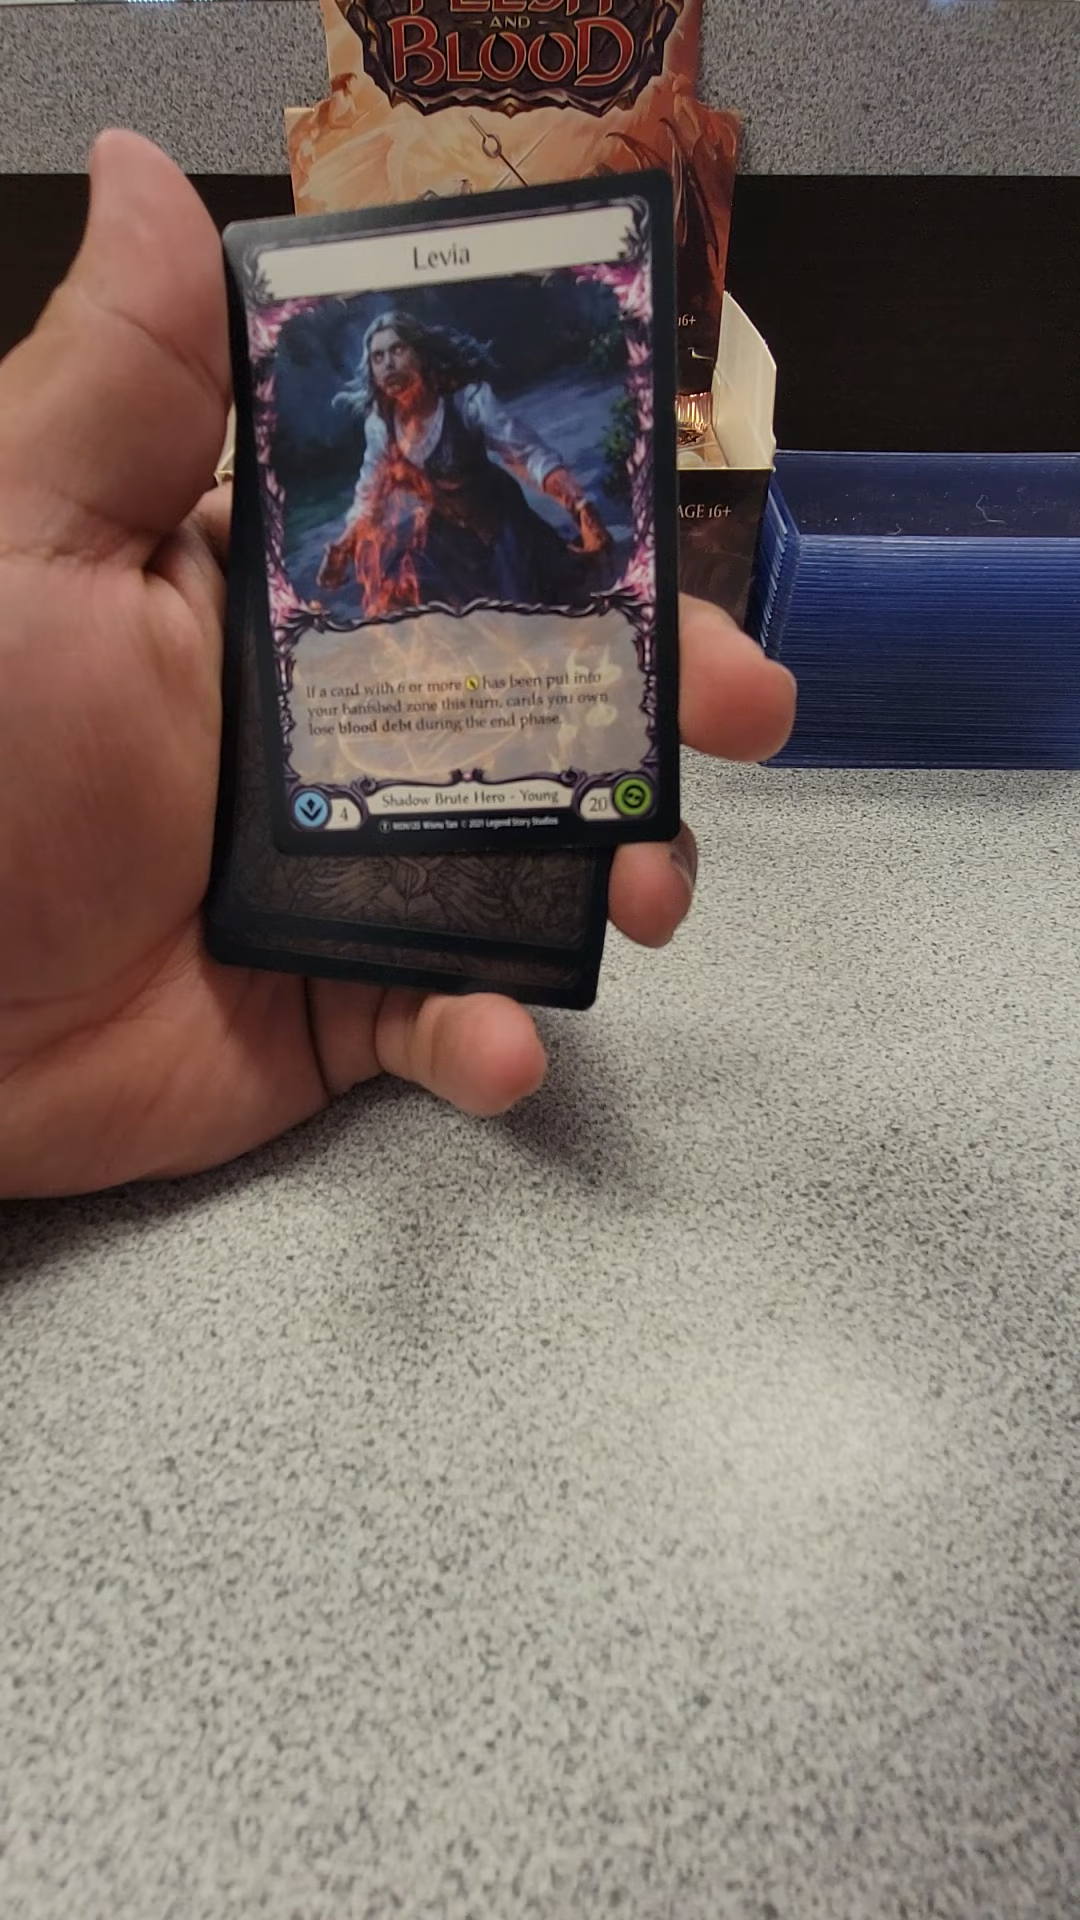 FLESH
AND
BLOOD
16+
AGE 16+
Levia
If a card with 6 or more has been put into
your banished zone this turn, cards you own
lose blood debt during the end phase.
4
Shadow Brute Hero - Young
20
Wisnu Tan © 2021 Legend Story Studios